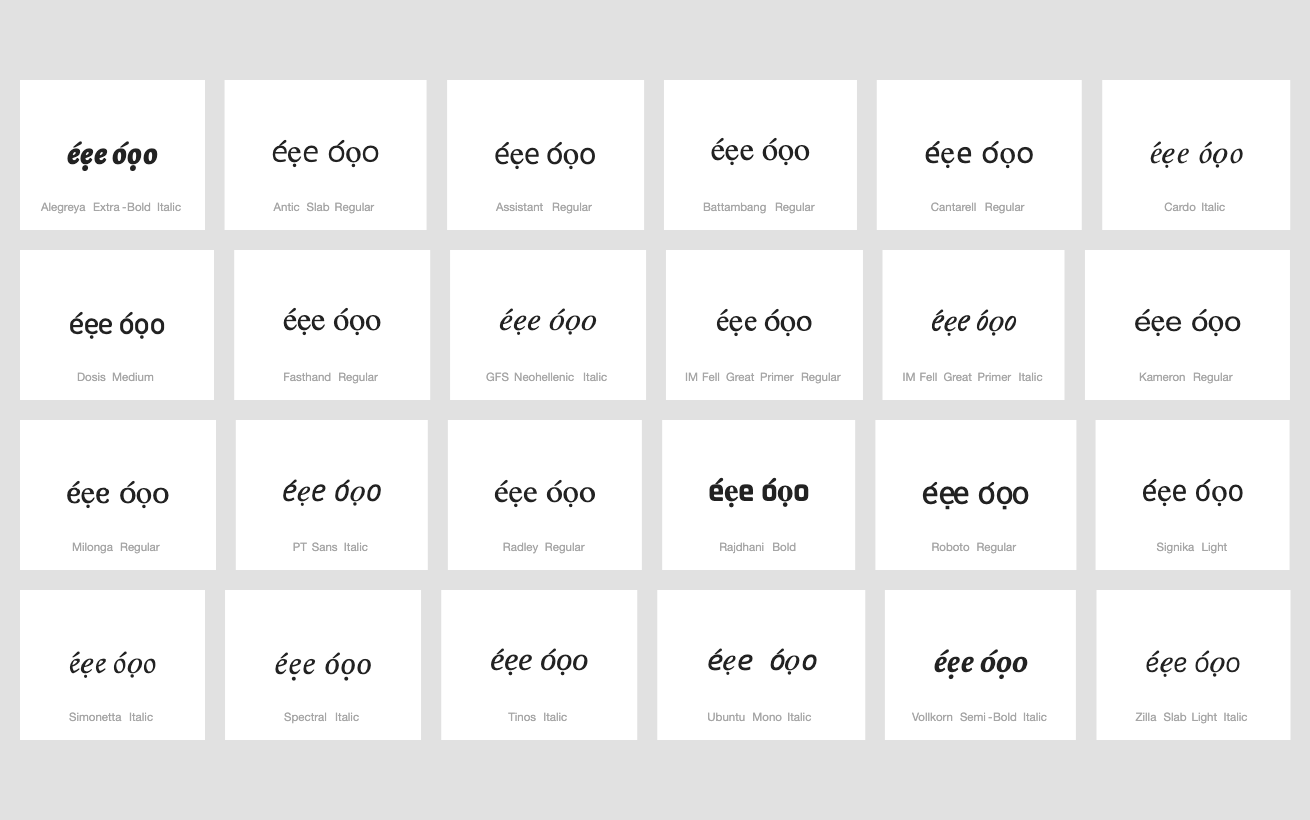 éẹe óọo
Alegreya Extra-Bold Italic
éẹe óọo
Antic Slab Regular
éẹe óọo
Assistant Regular
éẹe óọo
Battambang Regular
éẹe óọo
Cantarell Regular
éẹe óọo
Cardo Italic
éẹe óọo
Dosis Medium
éẹe óọo
Fasthand Regular
éẹe óọo
GFS Neohellenic Italic
éẹe óọo
IM Fell Great Primer Regular
éẹe óọo
IM Fell Great Primer Italic
éẹe óọo
Kameron Regular
éẹe óọo
Milonga Regular
éẹe óọo
PT Sans Italic
éẹe óọo
Radley Regular
éẹe óọo
Rajdhani Bold
éẹe óọo
Roboto Regular
éẹe óọo
Signika Light
éẹe óọo
Simonetta Italic
éẹe óọo
Spectral Italic
éẹe óọo
Tinos Italic
éẹe óọo
Ubuntu Mono Italic
éẹe óọo
Vollkorn Semi-Bold Italic
éẹe óọo
Zilla Slab Light Italic